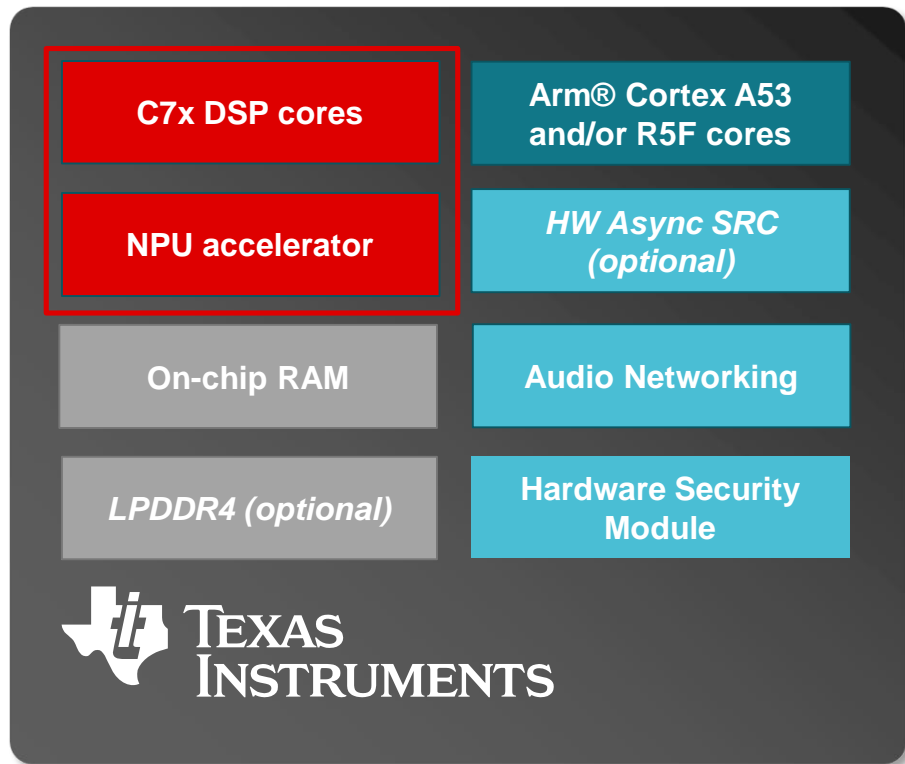 C7x DSP cores
Arm® Cortex A53
and/or R5F cores
NPU accelerator
HW Async SRC
(optional)
On-chip RAM
Audio Networking
LPDDR4 (optional)
Hardware Security
Module
TEXAS
INSTRUMENTS